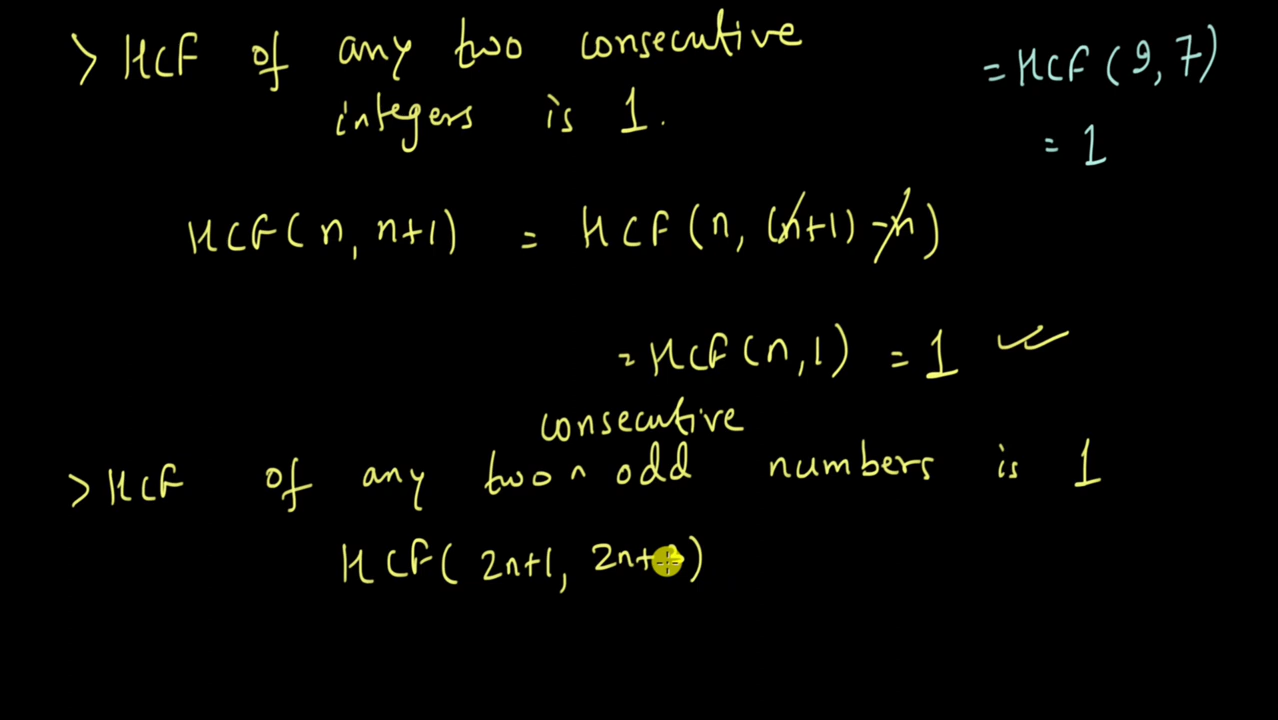 > HCF of any two consecutive
integers is 1.
= HCF (9, 7)
= 1
HCF( n, n+1) = HCF (n, (n+1) - n)
= HCF (n, 1) = 1
consecutive
> HCF of any two ^ odd numbers is 1
HCF( 2n+1, 2n+ )